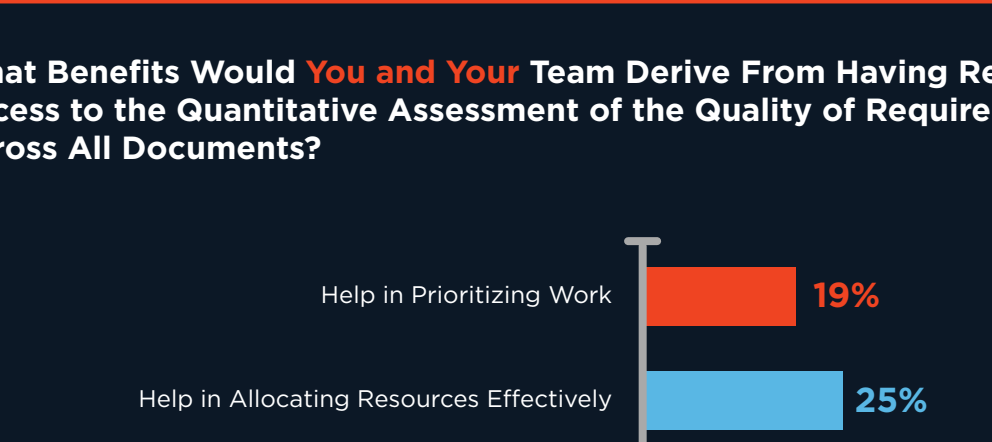 Benefits Would You and Your Team Derive From Having
to the Quantitative Assessment of the Quality of
All Documents?
Help in Prioritizing Work
19%
Help in Allocating Resources Effectively
25%